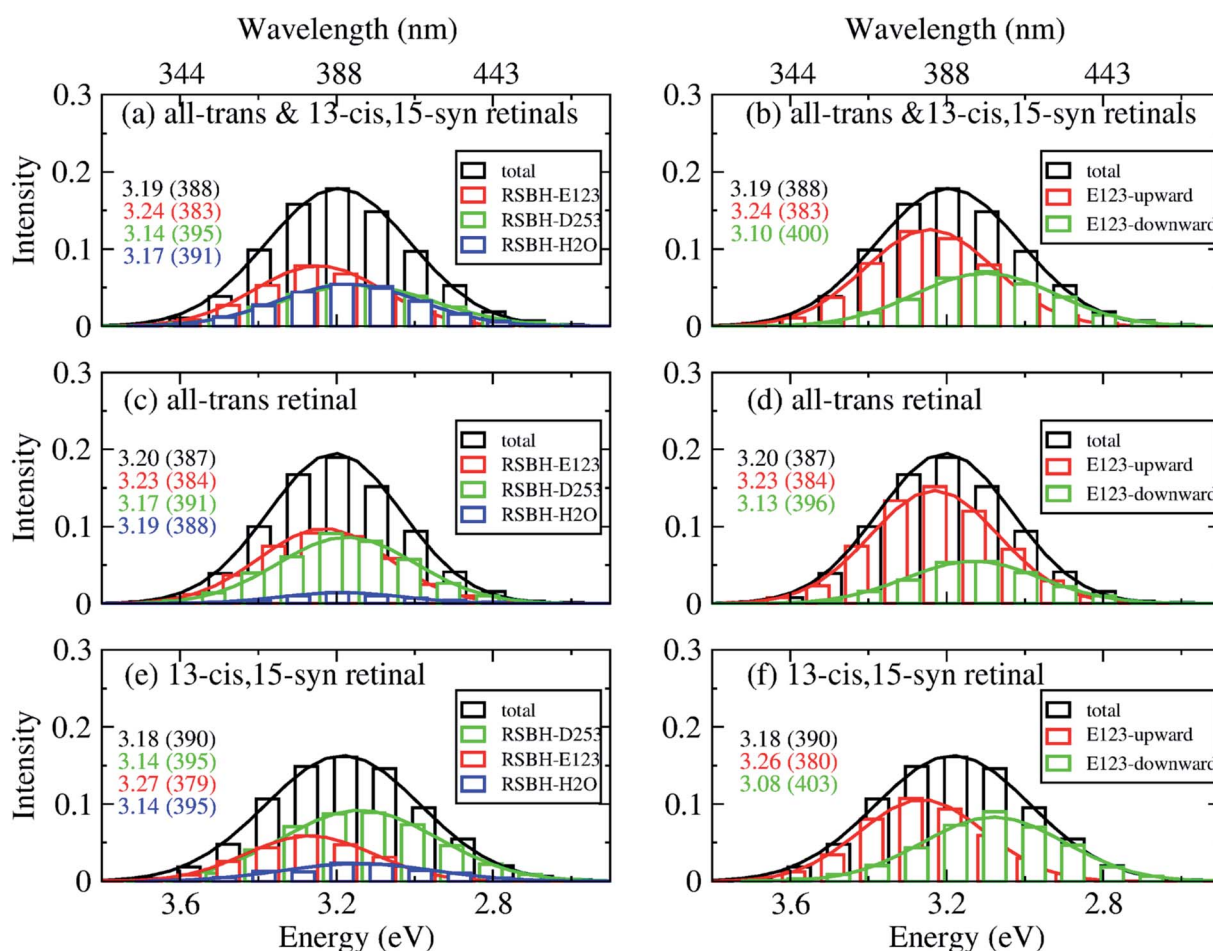 Wavelength (nm)
344 388 443
0.3
(a) all-trans & 13-cis,15-syn retinals
total
RSBH-E123
RSBH-D253
RSBH-H2O
0.2
3.19 (388)
3.24 (383)
3.14 (395)
3.17 (391)
Intensity
0.1
0
Wavelength (nm)
344 388 443
0.3
(b) all-trans &13-cis,15-syn retinals
total
E123-upward
E123-downward
0.2
3.19 (388)
3.24 (383)
3.10 (400)
Intensity
0.1
0
0.3
(c) all-trans retinal
total
RSBH-E123
RSBH-D253
RSBH-H2O
0.2
3.20 (387)
3.23 (384)
3.17 (391)
3.19 (388)
Intensity
0.1
0
0.3
(d) all-trans retinal
total
E123-upward
E123-downward
0.2
3.20 (387)
3.23 (384)
3.13 (396)
Intensity
0.1
0
0.3
(e) 13-cis,15-syn retinal
total
RSBH-D253
RSBH-E123
RSBH-H2O
0.2
3.18 (390)
3.14 (395)
3.27 (379)
3.14 (395)
Intensity
0.1
0
3.6 3.2 2.8
Energy (eV)
0.3
(f) 13-cis,15-syn retinal
total
E123-upward
E123-downward
0.2
3.18 (390)
3.26 (380)
3.08 (403)
Intensity
0.1
0
3.6 3.2 2.8
Energy (eV)